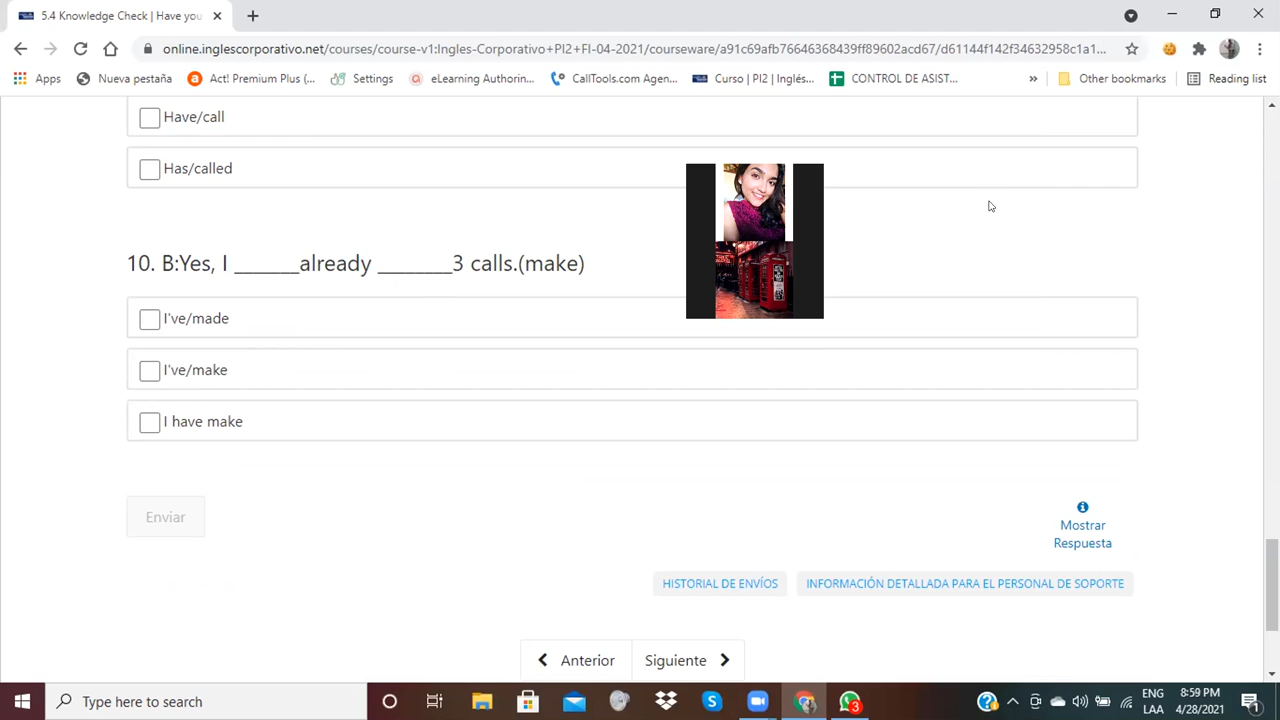 5.4 Knowledge Check | Have you
online.inglescorporativo.net/courses/course-v1:Ingles-Corporativo+PI2+FI-04-2021/courseware/a91c69afb76646368439ff89602acd67/d61144f142f34632958c1a1...
Apps Nueva pestaña Act! Premium Plus (... Settings eLearning Authorin... CallTools.com Agen... Curso | PI2 | Inglés... CONTROL DE ASIST... » Other bookmarks Reading list
Have/call
Has/called
10. B:Yes, I _______already ________3 calls.(make)
I've/made
I've/make
I have make
Enviar
Mostrar
Respuesta
HISTORIAL DE ENVÍOS INFORMACIÓN DETALLADA PARA EL PERSONAL DE SOPORTE
Anterior Siguiente
Type here to search
3
ENG 8:59 PM
LAA 4/28/2021
1